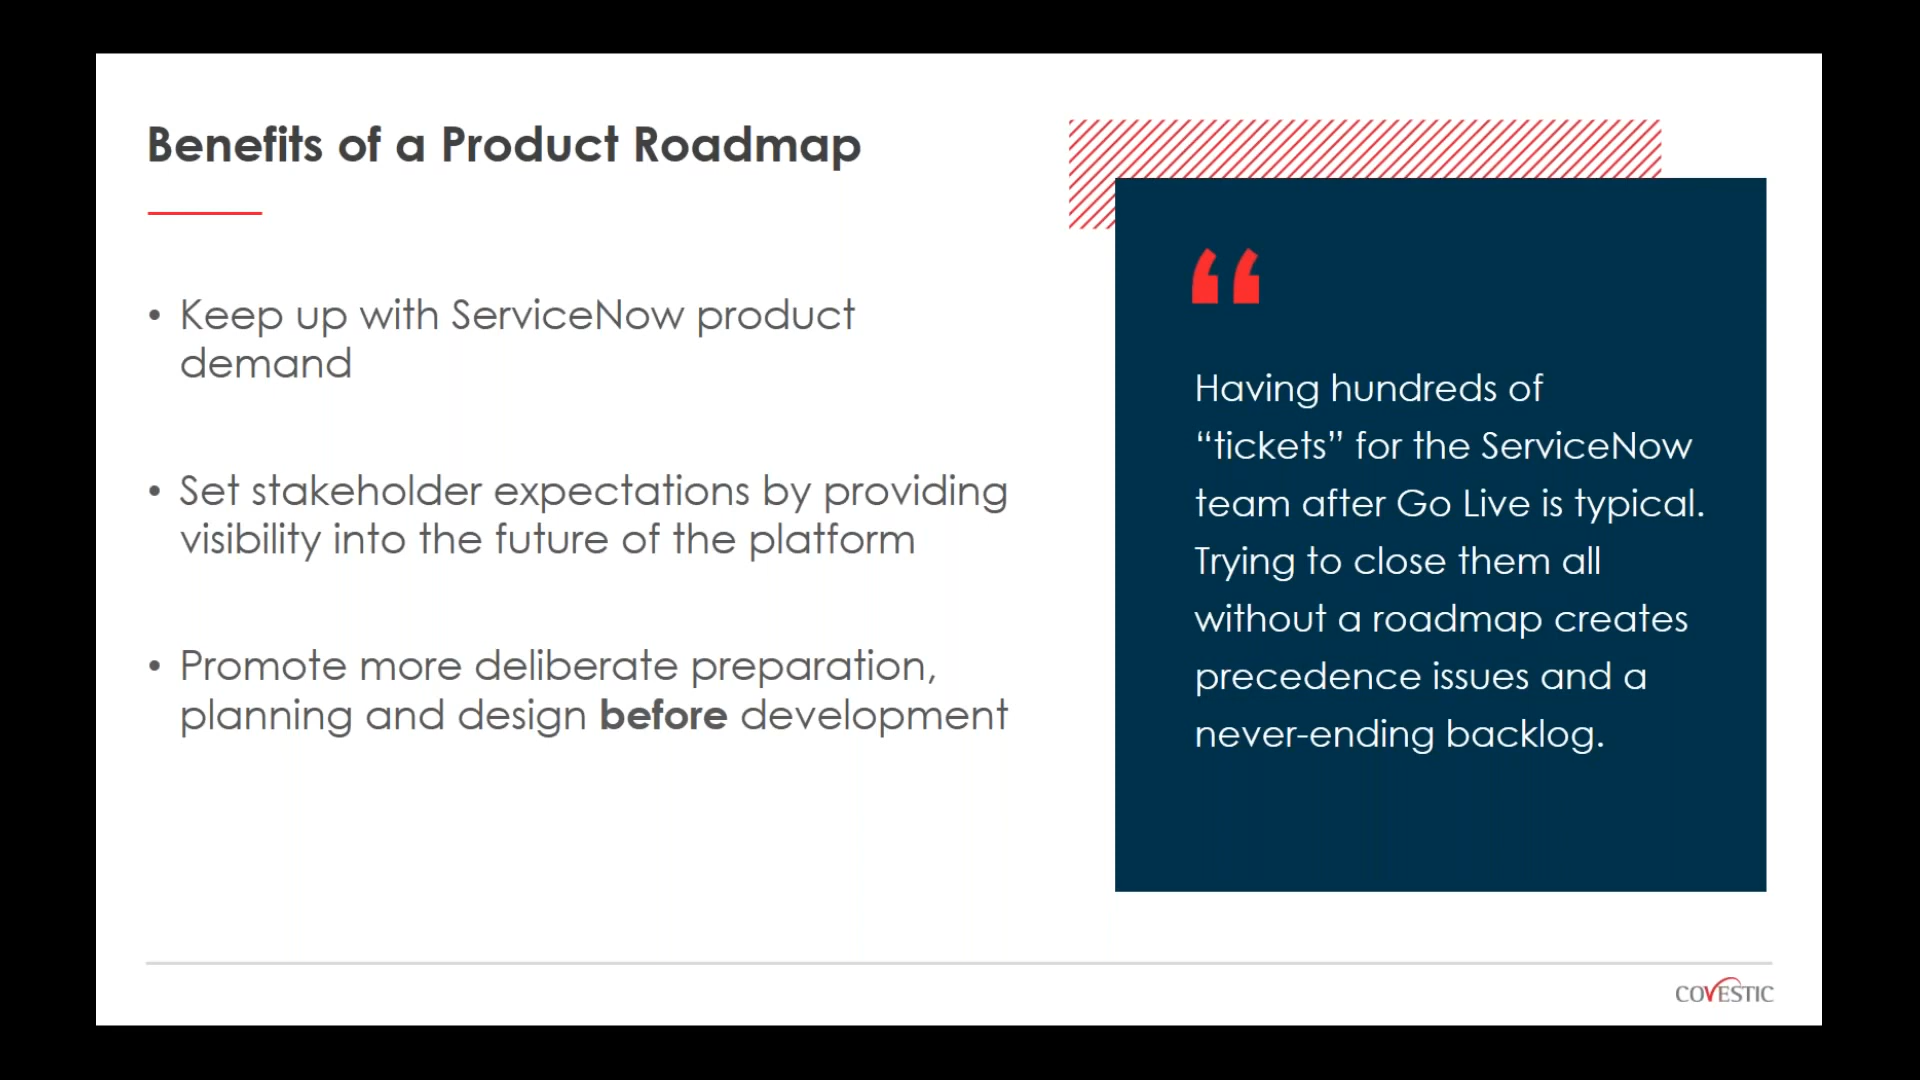 Benefits of a Product Roadmap
• Keep up with ServiceNow product
demand
• Set stakeholder expectations by providing
visibility into the future of the platform
• Promote more deliberate preparation,
planning and design before development
“
Having hundreds of
“tickets” for the ServiceNow
team after Go Live is typical.
Trying to close them all
without a roadmap creates
precedence issues and a
never-ending backlog.
COVESTIC